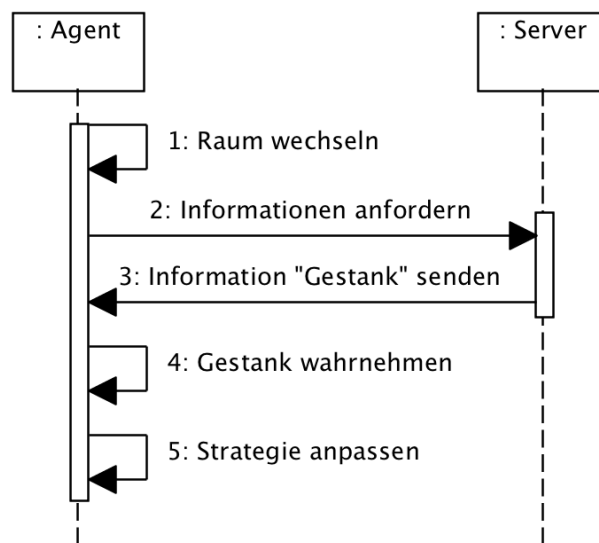 : Agent
: Server
1: Raum wechseln
2: Informationen anfordern
3: Information "Gestank" senden
4: Gestank wahrnehmen
5: Strategie anpassen